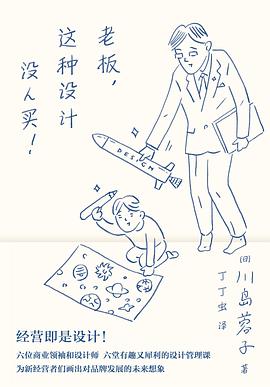 老板，
这种设计
没人买！
DESIGN
〔日〕川岛蓉子 著
丁丁虫 译
经营即是设计！
六位商业领袖和设计师 六堂有趣又犀利的设计管理课
为新经营者们画出对品牌发展的未来想象